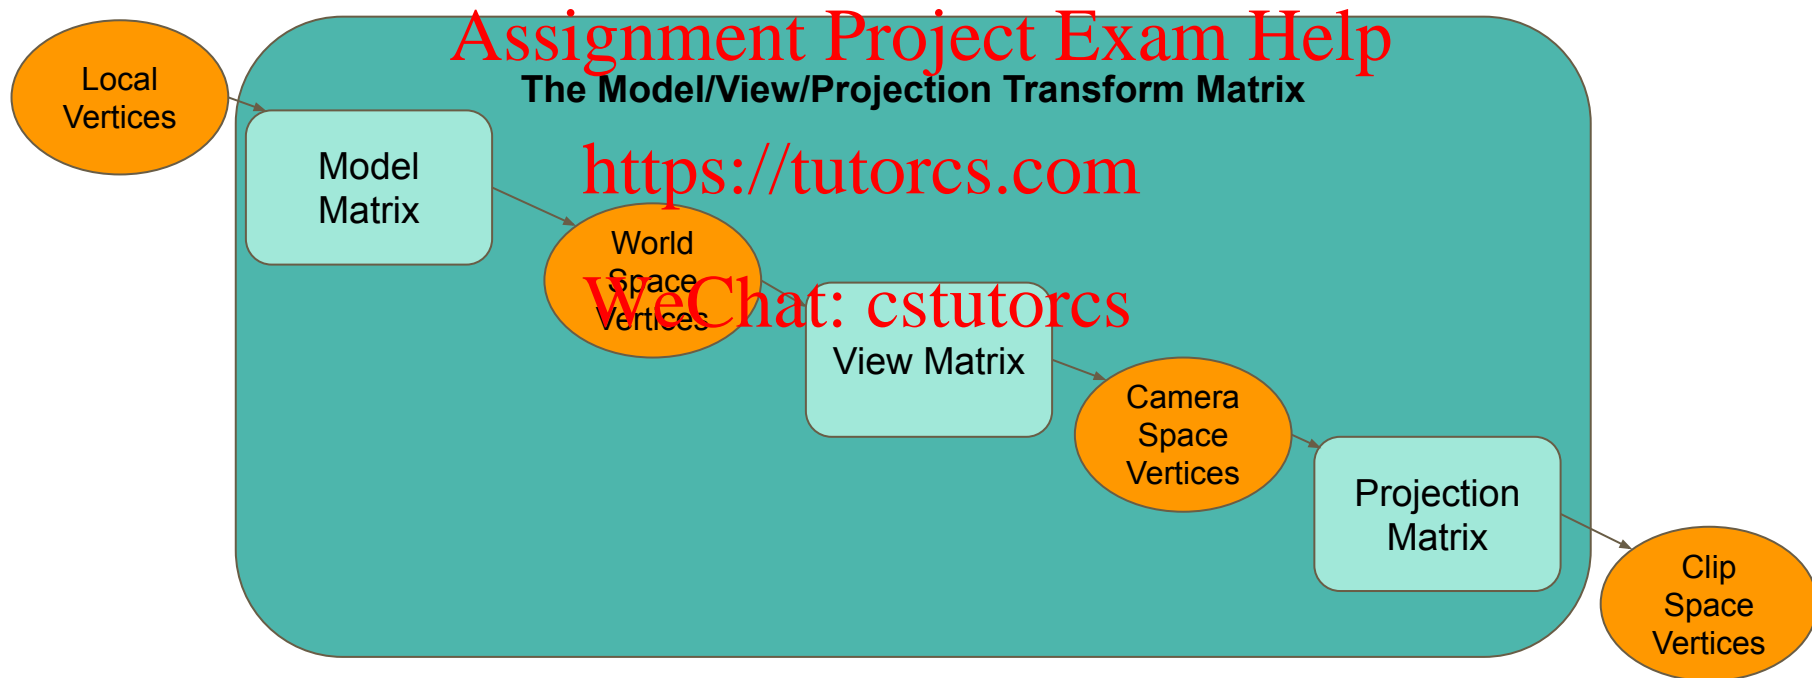 Assignment Project Exam Help
The Model/View/Projection Transform Matrix
Local
Vertices
Model
Matrix
https://tutorcs.com
World
Space
Vertices
WeChat: cstutorcs
View Matrix
Camera
Space
Vertices
Projection
Matrix
Clip
Space
Vertices